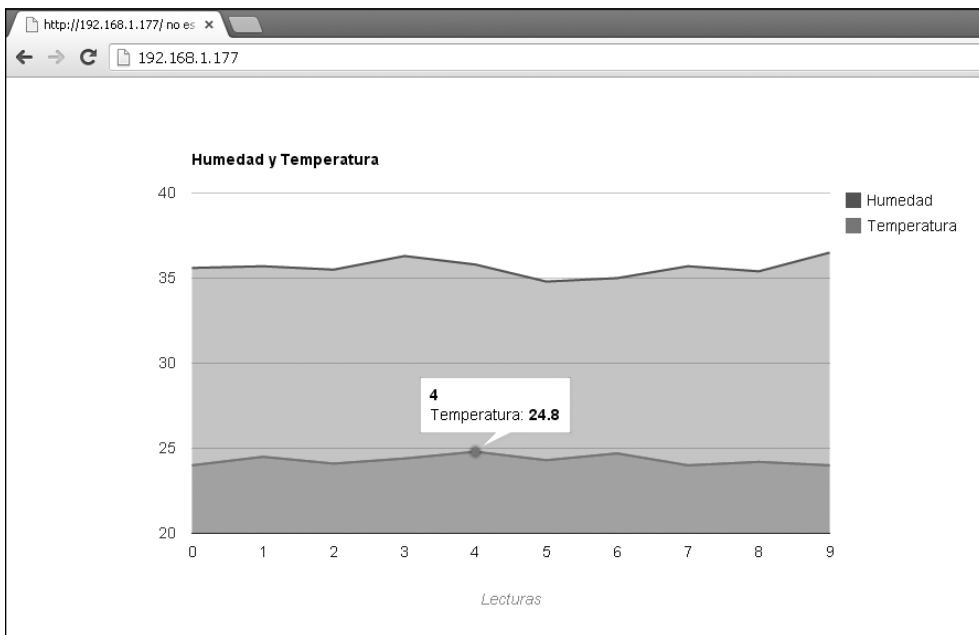 http://192.168.1.177/ no es
192.168.1.177
Humedad y Temperatura
40
35
30
25
20
Humedad
Temperatura
4
Temperatura: 24.8
0 1 2 3 4 5 6 7 8 9
Lecturas